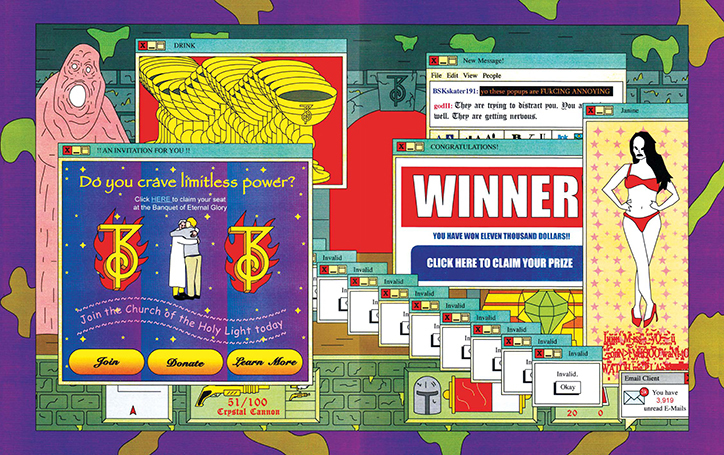 DRINK
New Message!
File Edit View People
BSKskater191: yo these popups are FUKCING ANNOYING
godII: They are trying to distract you. You a
well. They are getting nervous.
Janine
!! AN INVITATION FOR YOU !!
Do you crave limitless power?
Click HERE to claim your seat
at the Banquet of Eternal Glory
Join the Church of the Holy Light today
Join
Donate
Learn More
CONGRATULATIONS!
WINNER
YOU HAVE WON ELEVEN THOUSAND DOLLARS!!
CLICK HERE TO CLAIM YOUR PRIZE
Invalid
Invalid
Invalid
Invalid
Invalid
Invalid
Invalid
Invalid
Invalid.
Okay
51/100
Crystal Cannon
20 0
Email Client
You have
3,919
unread E-Mails